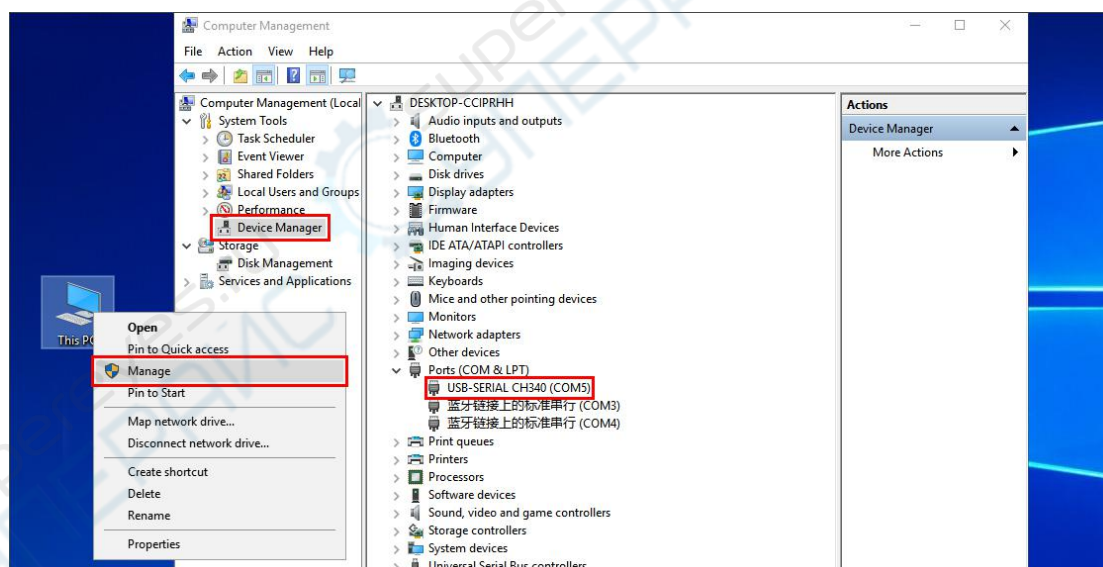 Computer Management
File Action View Help
Computer Management (Local
System Tools
Task Scheduler
Event Viewer
Shared Folders
Local Users and Groups
Performance
Device Manager
Storage
Disk Management
Services and Applications
DESKTOP-CCIPRHH
Audio inputs and outputs
Bluetooth
Computer
Disk drives
Display adapters
Firmware
Human Interface Devices
IDE ATA/ATAPI controllers
Imaging devices
Keyboards
Mice and other pointing devices
Monitors
Network adapters
Other devices
Ports (COM & LPT)
USB-SERIAL CH340 (COM5)
蓝牙链接上的标准串行 (COM3)
蓝牙链接上的标准串行 (COM4)
Print queues
Printers
Processors
Software devices
Sound, video and game controllers
Storage controllers
System devices
Universal Serial Bus controllers
Actions
Device Manager
More Actions
This PC
Open
Pin to Quick access
Manage
Pin to Start
Map network drive...
Disconnect network drive...
Create shortcut
Delete
Rename
Properties